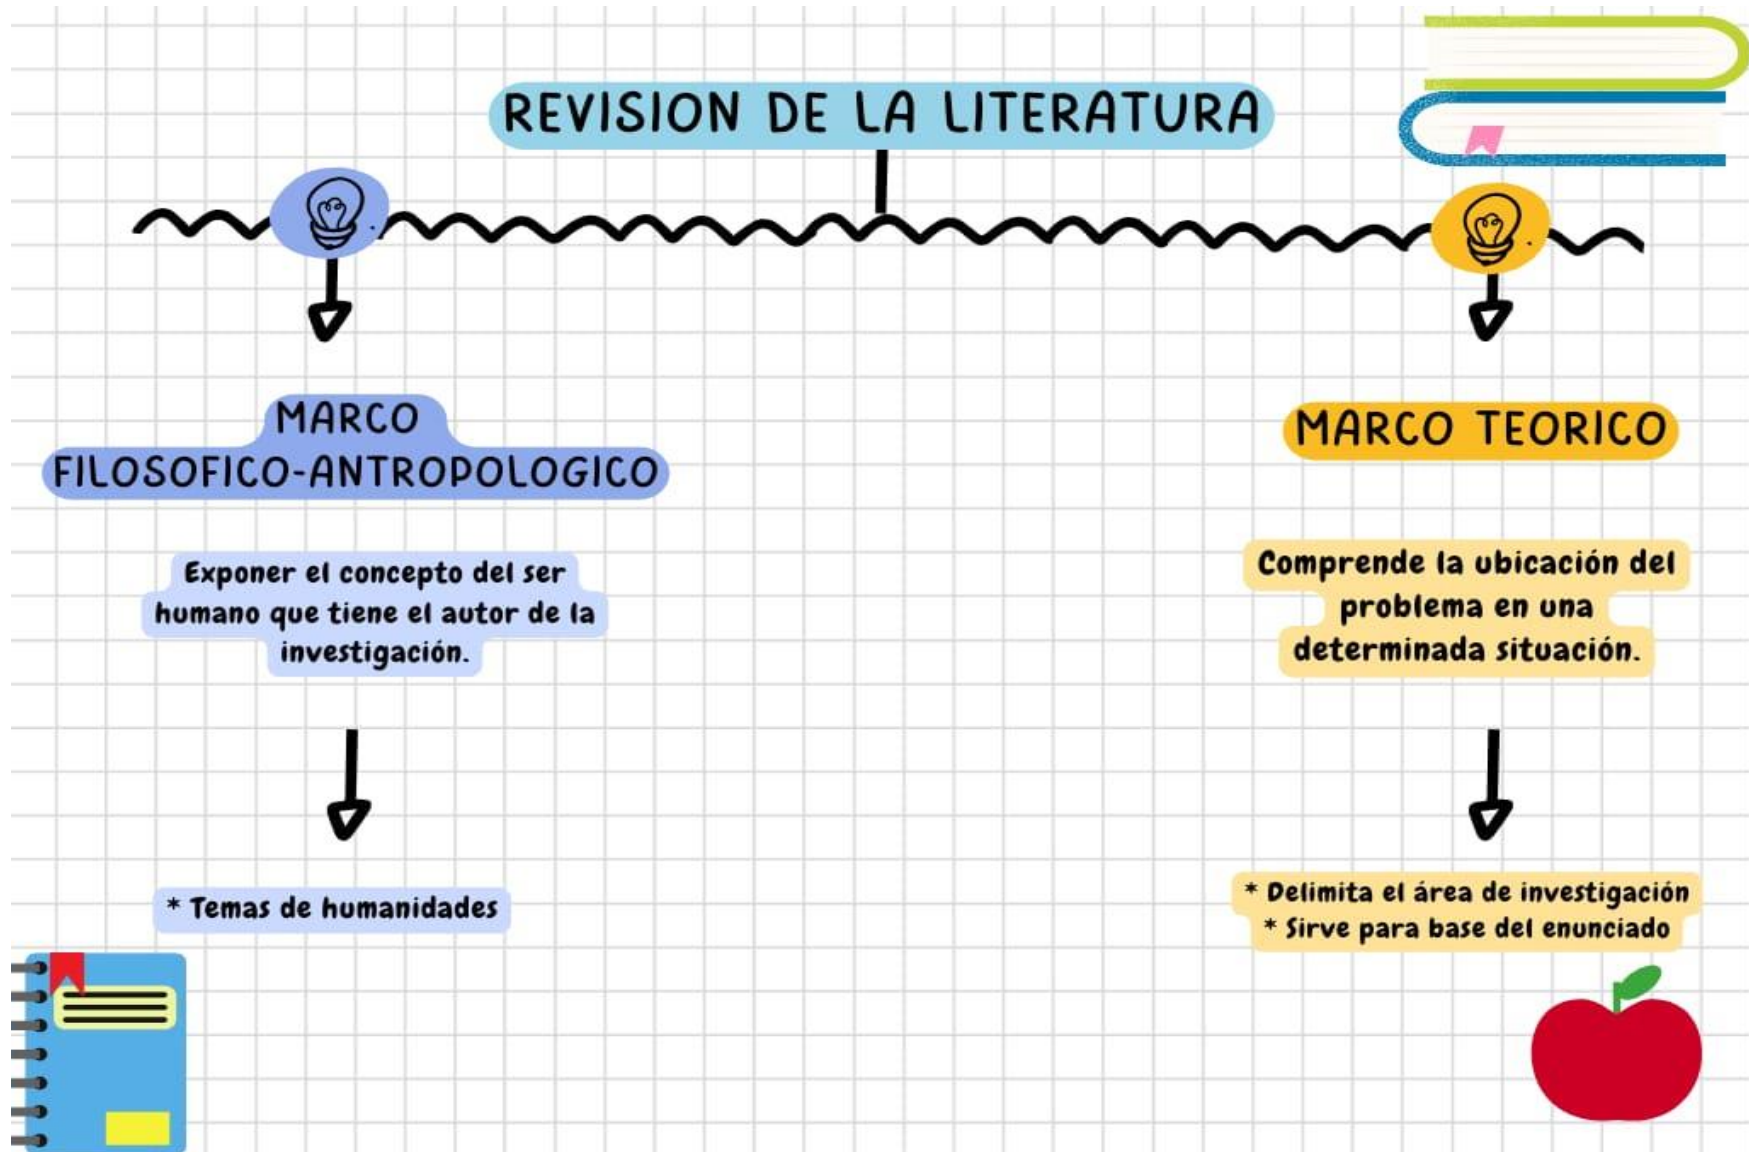 REVISION DE LA LITERATURA
MARCO
FILOSOFICO-ANTROPOLOGICO
Exponer el concepto del ser
humano que tiene el autor de la
investigación.
* Temas de humanidades
MARCO TEORICO
Comprende la ubicación del
problema en una
determinada situación.
* Delimita el área de investigación
* Sirve para base del enunciado